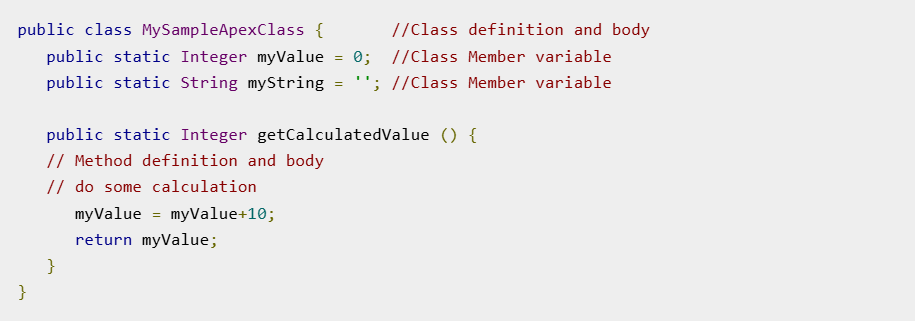 public class MySampleApexClass {       //Class definition and body
   public static Integer myValue = 0;  //Class Member variable
   public static String myString = ''; //Class Member variable

   public static Integer getCalculatedValue () {
   // Method definition and body
   // do some calculation
      myValue = myValue+10;
      return myValue;
   }
}